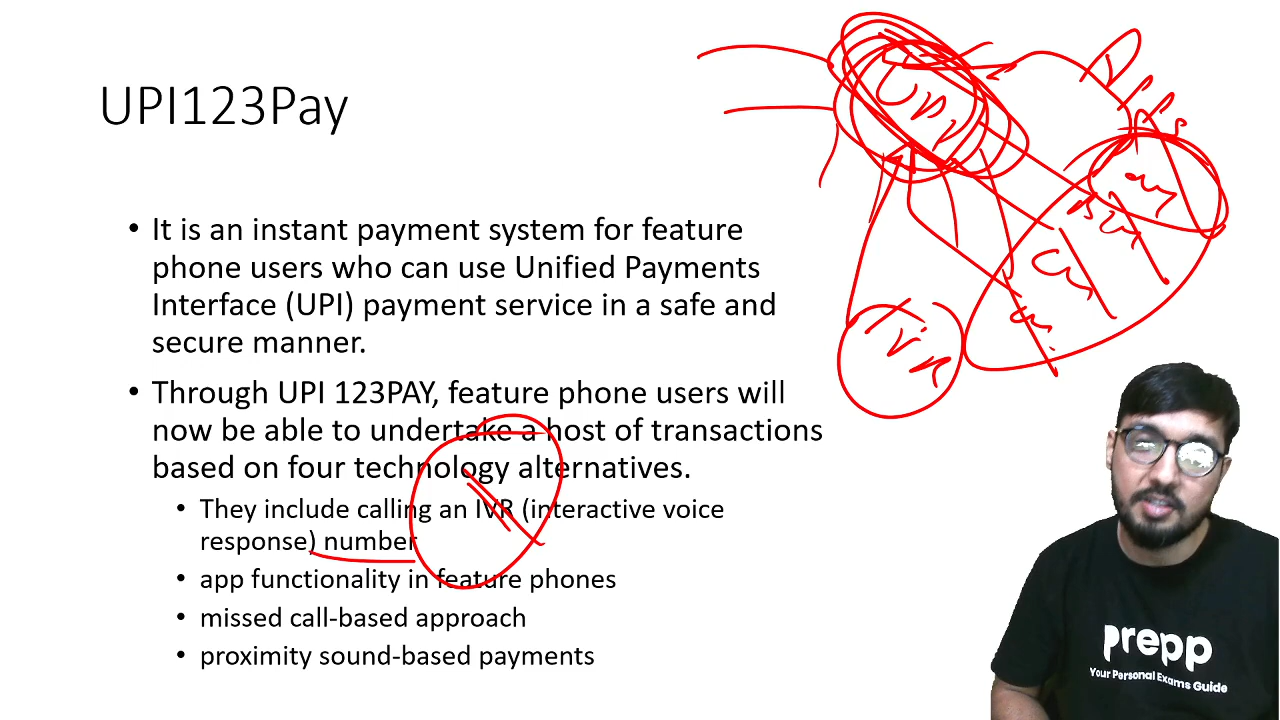 UPI123Pay
• It is an instant payment system for feature
phone users who can use Unified Payments
Interface (UPI) payment service in a safe and
secure manner.
• Through UPI 123PAY, feature phone users will
now be able to undertake a host of transactions
based on four technology alternatives.
• They include calling an IVR (interactive voice
response) number
• app functionality in feature phones
• missed call-based approach
• proximity sound-based payments
UPI
prepp
Your Personal Exams Guide